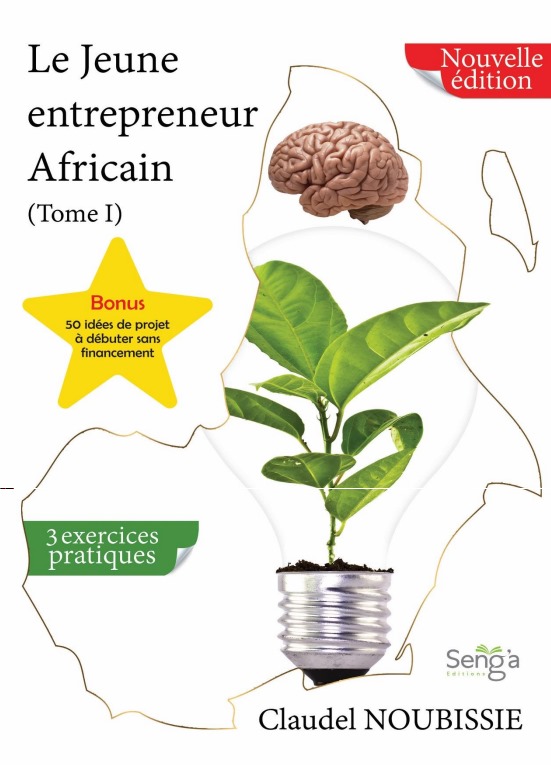 Le Jeune
entrepreneur
Africain
(Tome I)
Nouvelle
édition
Bonus
50 idées de projet
à débuter sans
financement
3 exercices
pratiques
Seng'a
Editions
Claudel NOUBISSIE